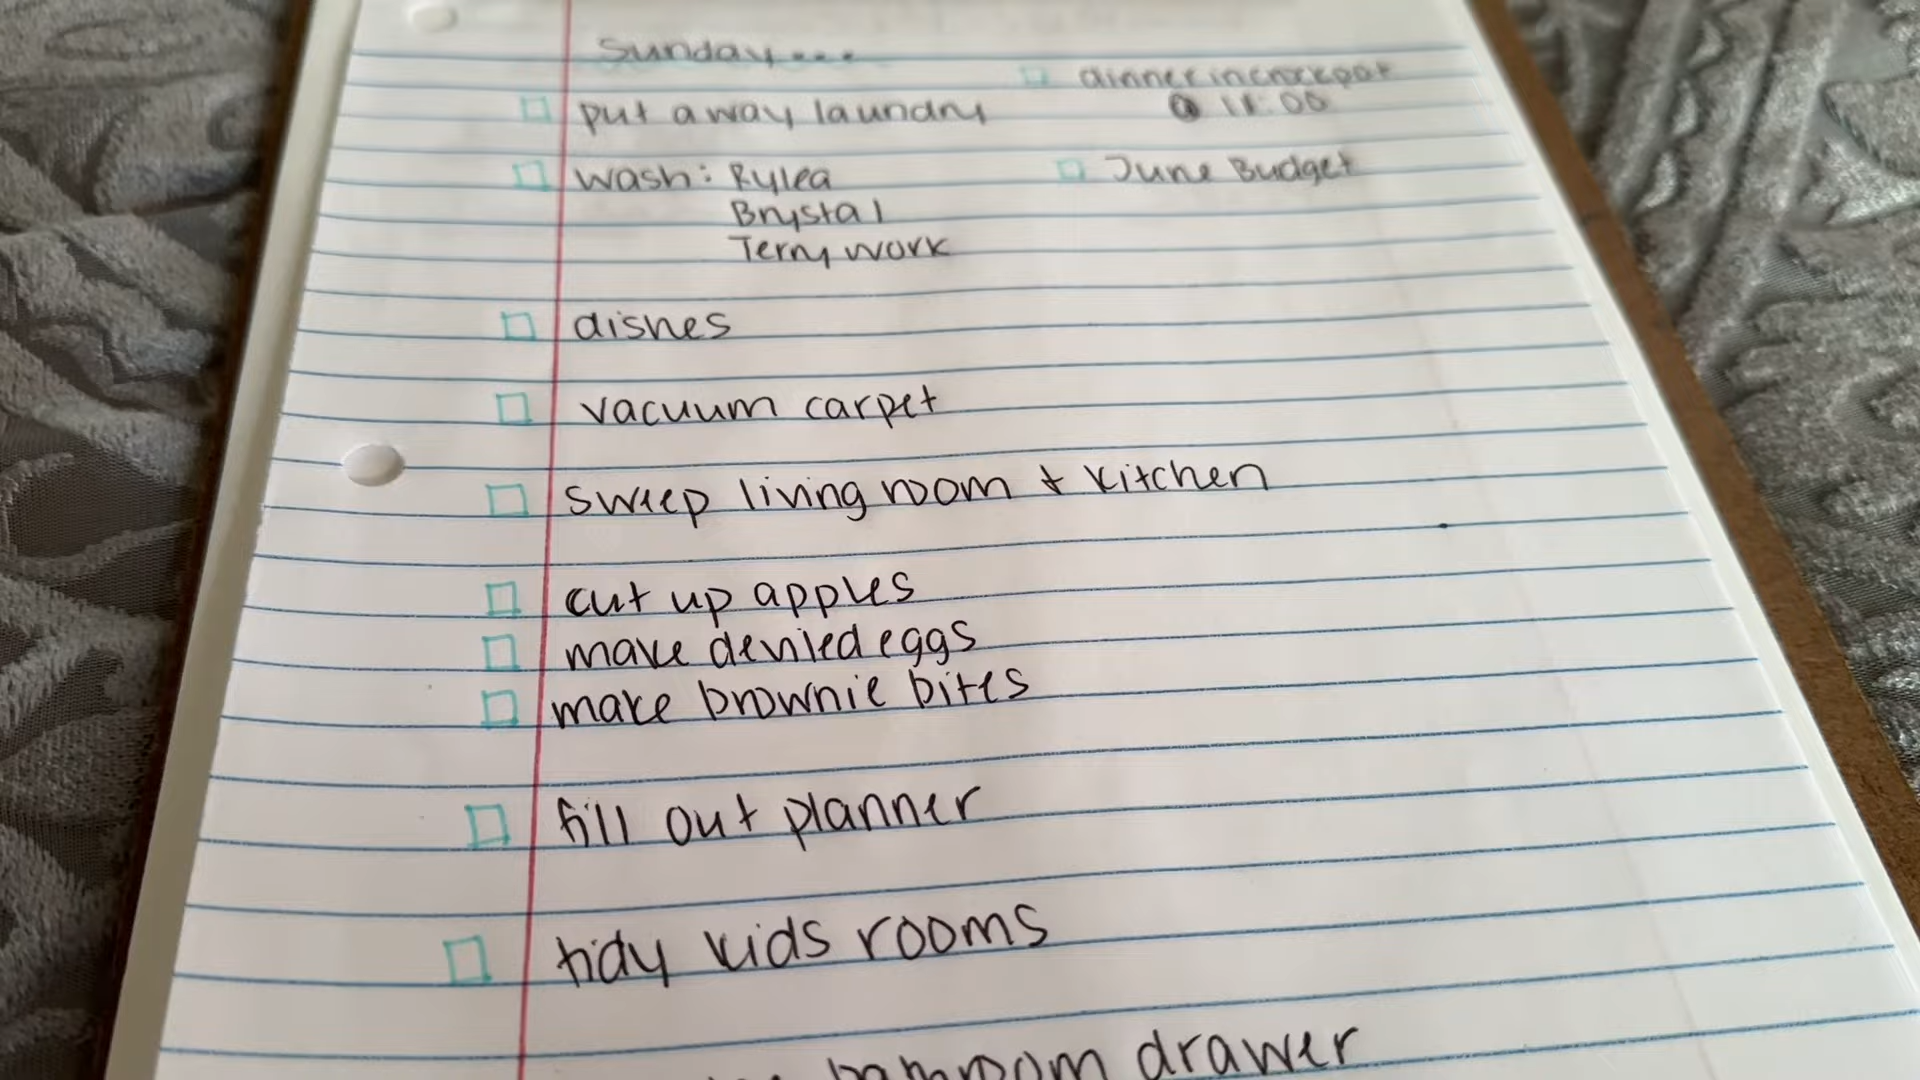 Sunday...
put away laundry
wash: Rylea
Brystal
Terry work
dishes
vacuum carpet
sweep living room + kitchen
cut up apples
make deviled eggs
make brownie bites
fill out planner
tidy kids rooms
bathroom drawer
dinner in crockpot
@ 11:00
June Budget